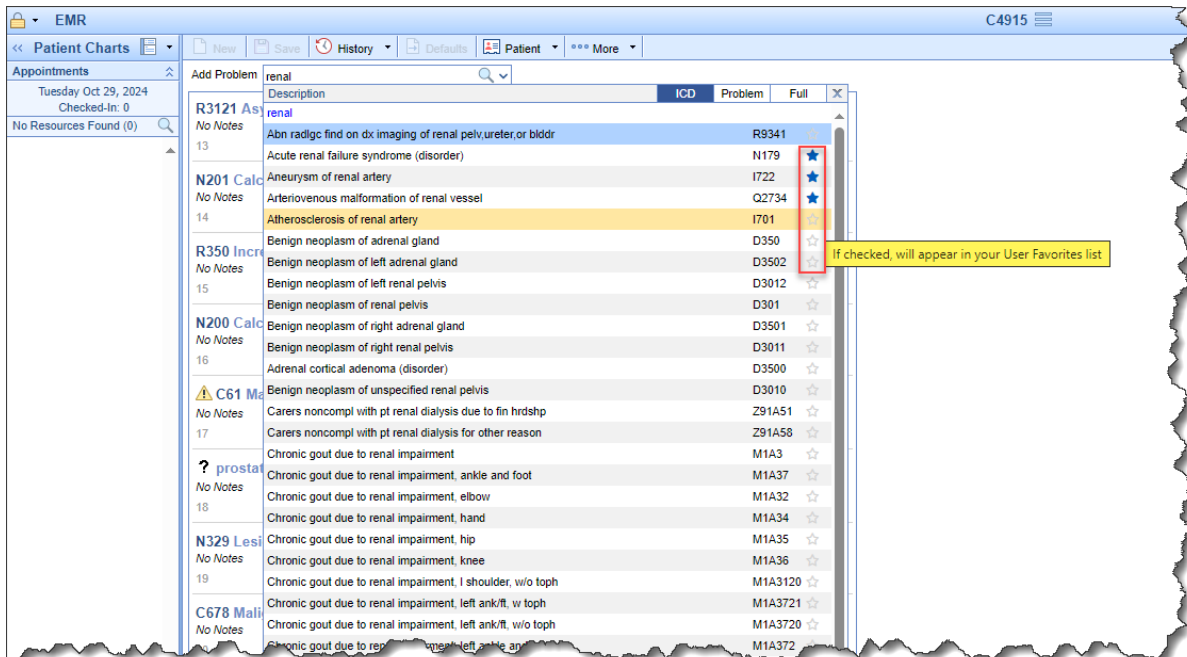 EMR C4915
Patient Charts New Save History Defaults Patient More
Appointments
Tuesday Oct 29, 2024
Checked-In: 0
No Resources Found (0)
Add Problem renal
Description ICD Problem Full X
renal
R3121
No Notes
13
N201 Calc
No Notes
14
R350 Incre
No Notes
15
N200 Calc
No Notes
16
C61 Ma
No Notes
17
? prostat
No Notes
18
N329 Lesi
No Notes
19
C678 Mali
No Notes
Abn radlgc find on dx imaging of renal pelv,ureter,or blddr R9341
Acute renal failure syndrome (disorder) N179
Aneurysm of renal artery I722
Arteriovenous malformation of renal vessel Q2734
Atherosclerosis of renal artery I701
Benign neoplasm of adrenal gland D350
Benign neoplasm of left adrenal gland D3502
If checked, will appear in your User Favorites list
Benign neoplasm of left renal pelvis D3012
Benign neoplasm of renal pelvis D301
Benign neoplasm of right adrenal gland D3501
Benign neoplasm of right renal pelvis D3011
Adrenal cortical adenoma (disorder) D3500
Benign neoplasm of unspecified renal pelvis D3010
Carers noncompl with pt renal dialysis due to fin hrdshp Z91A51
Carers noncompl with pt renal dialysis for other reason Z91A58
Chronic gout due to renal impairment M1A3
Chronic gout due to renal impairment, ankle and foot M1A37
Chronic gout due to renal impairment, elbow M1A32
Chronic gout due to renal impairment, hand M1A34
Chronic gout due to renal impairment, hip M1A35
Chronic gout due to renal impairment, knee M1A36
Chronic gout due to renal impairment, l shoulder, w/o toph M1A3120
Chronic gout due to renal impairment, left ank/ft, w toph M1A3721
Chronic gout due to renal impairment, left ank/ft, w/o toph M1A3720
gout due to left M1A372